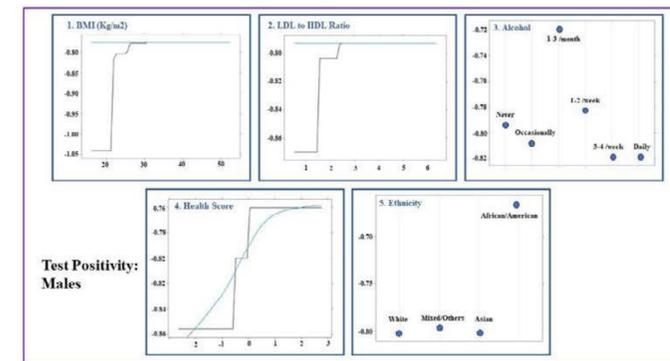 1. BMI (Kg/m2)
-0.80
-0.85
-0.90
-0.95
-1.00
-1.05
20
30
40
50
2. LDL to HDL Ratio
-0.80
-0.82
-0.84
-0.86
1
2
3
4
5
6
3. Alcohol
-0.72
-0.74
-0.76
-0.78
-0.80
-0.82
1-3 /month
1-2 /week
Never
Occasionally
3-4 /week
Daily
Test Positivity:
Males
4. Health Score
-0.76
-0.78
-0.82
-0.84
-0.86
-2
-1
0
1
2
3
5. Ethnicity
-0.70
-0.75
-0.80
African/American
White
Mixed/Others
Asian